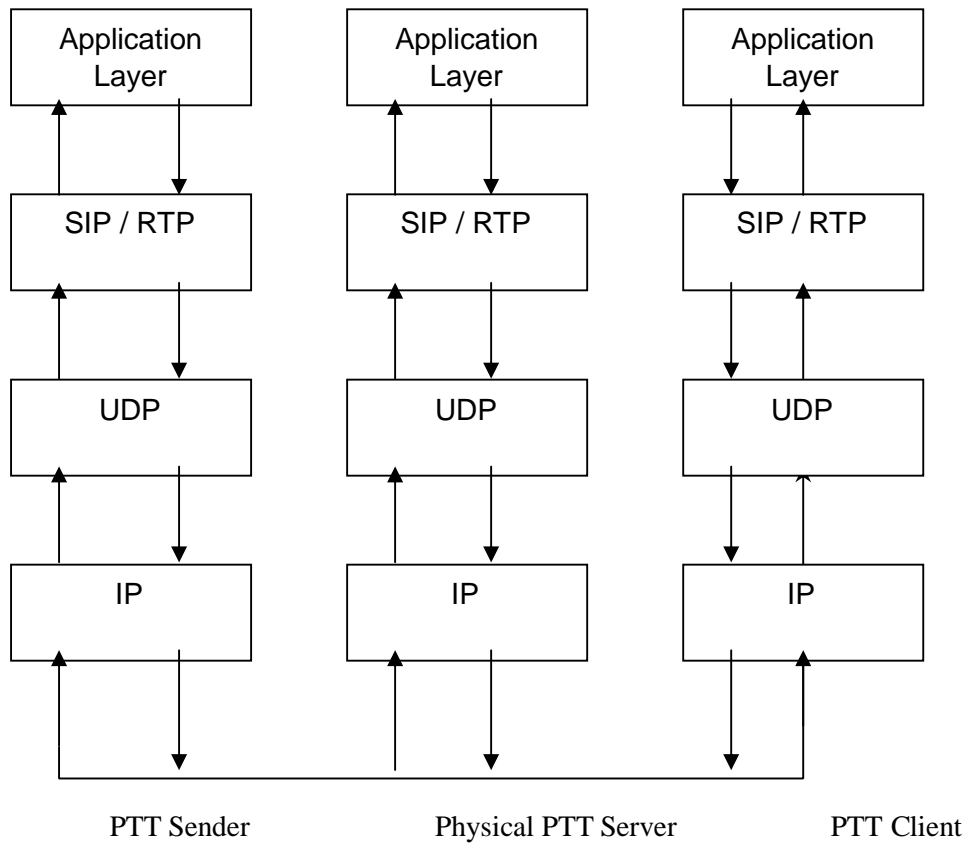 Application
Layer
Application
Layer
Application
Layer
SIP / RTP
SIP / RTP
SIP / RTP
UDP
UDP
UDP
IP
IP
IP
PTT Sender
Physical PTT Server
PTT Client